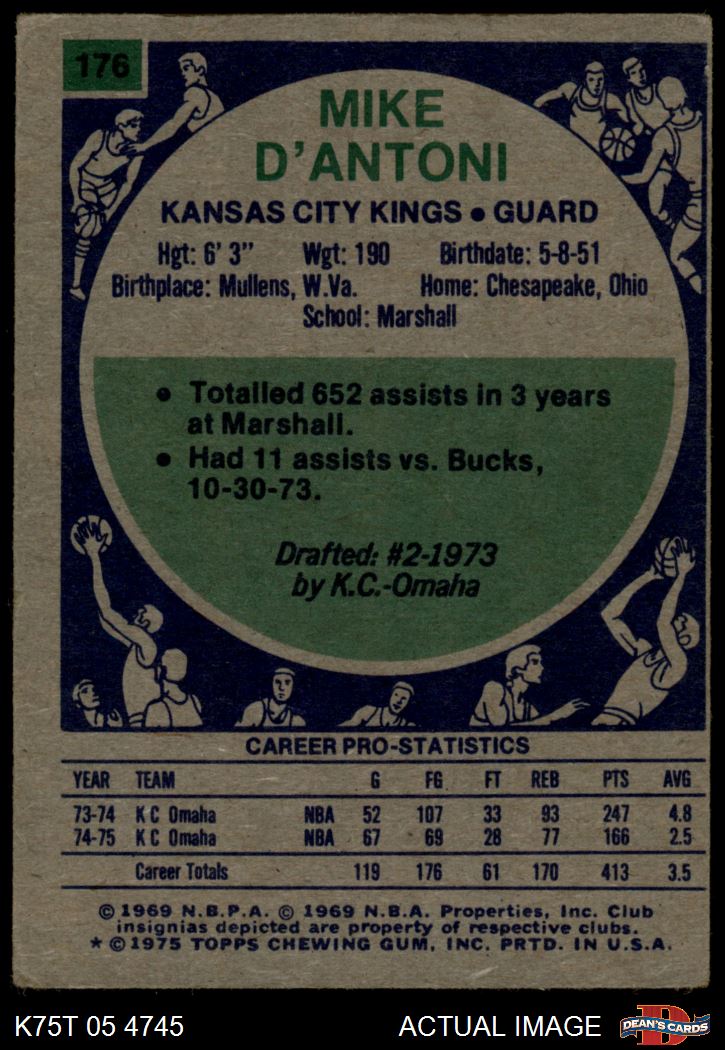 176
MIKE
D'ANTONI
KANSAS CITY KINGS • GUARD
Hgt: 6' 3" Wgt: 190 Birthdate: 5-8-51
Birthplace: Mullens, W.Va. Home: Chesapeake, Ohio
School: Marshall
• Totalled 652 assists in 3 years
at Marshall.
• Had 11 assists vs. Bucks,
10-30-73.
Drafted: #2-1973
by K.C.-Omaha
CAREER PRO-STATISTICS
YEAR TEAM G FG FT REB PTS AVG
73-74 K C Omaha NBA 52 107 33 93 247 4.8
74-75 K C Omaha NBA 67 69 28 77 166 2.5
Career Totals 119 176 61 170 413 3.5
© 1969 N.B.P.A. © 1969 N.B.A. Properties, Inc. Club
insignias depicted are property of respective clubs.
* © 1975 TOPPS CHEWING GUM, INC. PRTD. IN U.S.A.
K75T 05 4745 ACTUAL IMAGE D DEAN'S CARDS